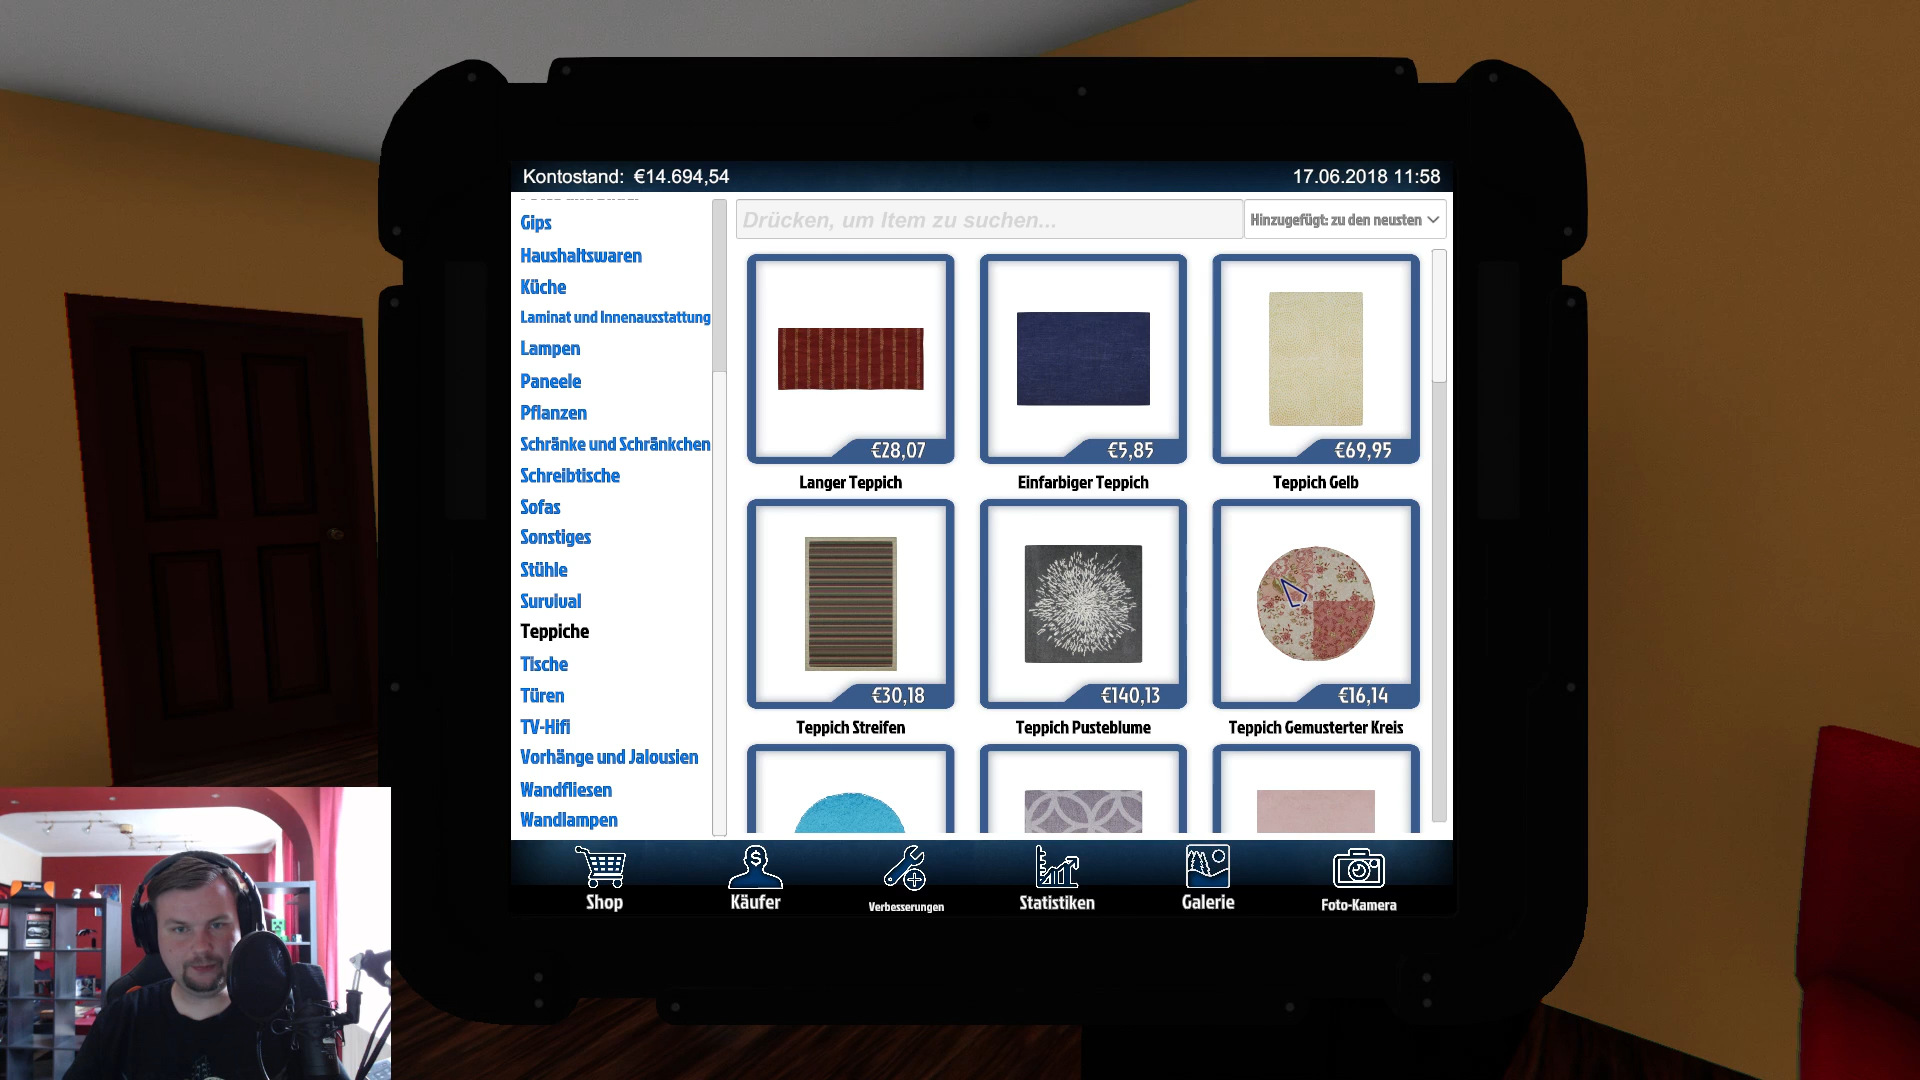 Kontostand: €14.694,54
17.06.2018 11:58
Gips
Haushaltswaren
Küche
Laminat und Innenausstattung
Lampen
Paneele
Pflanzen
Schränke und Schränkchen
Schreibtische
Sofas
Sonstiges
Stühle
Survival
Teppiche
Tische
Türen
TV-Hifi
Vorhänge und Jalousien
Wandfliesen
Wandlampen
Drücken, um Item zu suchen...
Hinzugefügt: zu den neusten
€28,07
€5,85
€69,95
Langer Teppich
Einfarbiger Teppich
Teppich Gelb
€30,18
€140,13
€16,14
Teppich Streifen
Teppich Pusteblume
Teppich Gemusterter Kreis
Shop
Käufer
Verbesserungen
Statistiken
Galerie
Foto-Kamera